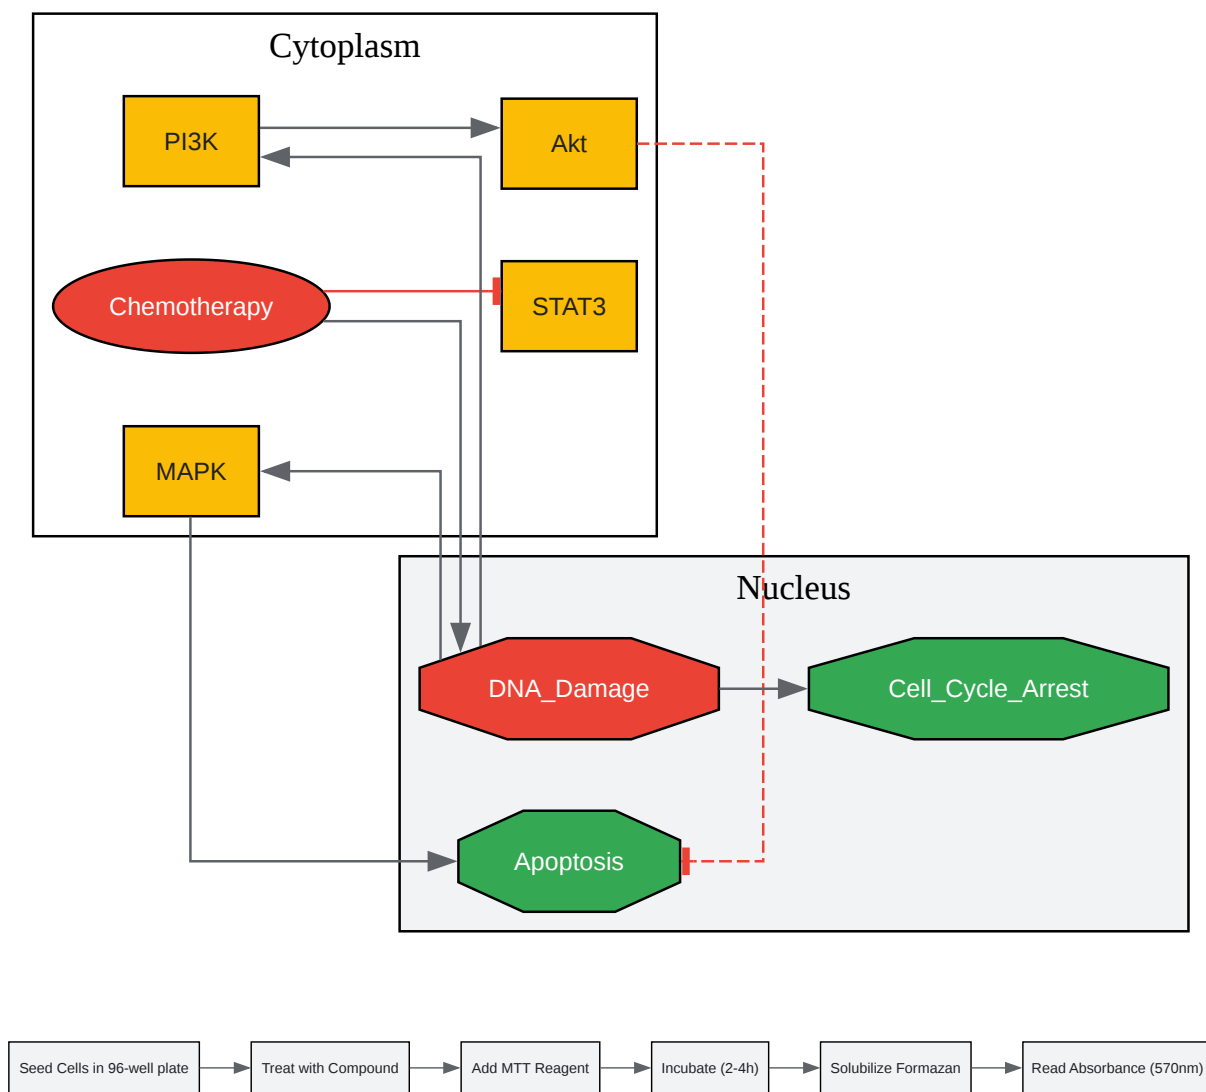 Cytoplasm
PI3K
Akt
Chemotherapy
STAT3
MAPK
Nucleus
DNA_Damage
Cell_Cycle_Arrest
Apoptosis
Seed Cells in 96-well plate
Treat with Compound
Add MTT Reagent
Incubate (2-4h)
Solubilize Formazan
Read Absorbance (570nm)